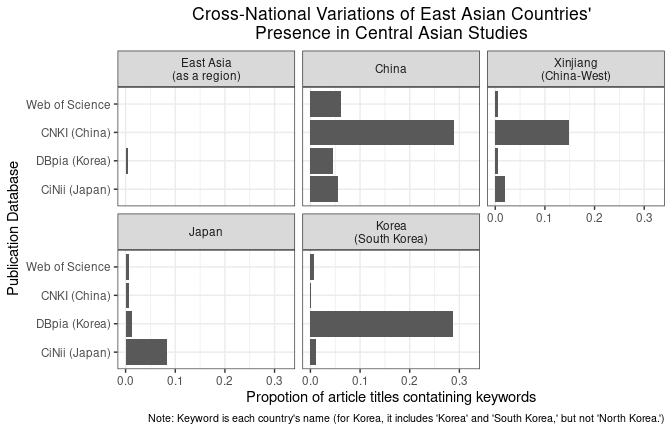 Cross-National Variations of East Asian Countries'
Presence in Central Asian Studies
East Asia
(as a region)
China
Xinjiang
(China-West)
Web of Science
CNKI (China)
DBpia (Korea)
CiNii (Japan)
0.0 0.1 0.2 0.3
Japan
Korea
(South Korea)
Web of Science
CNKI (China)
DBpia (Korea)
CiNii (Japan)
0.0 0.1 0.2 0.3
0.0 0.1 0.2 0.3
Publication Database
Propotion of article titles contatining keywords
Note: Keyword is each country's name (for Korea, it includes 'Korea' and 'South Korea,' but not 'North Korea.')